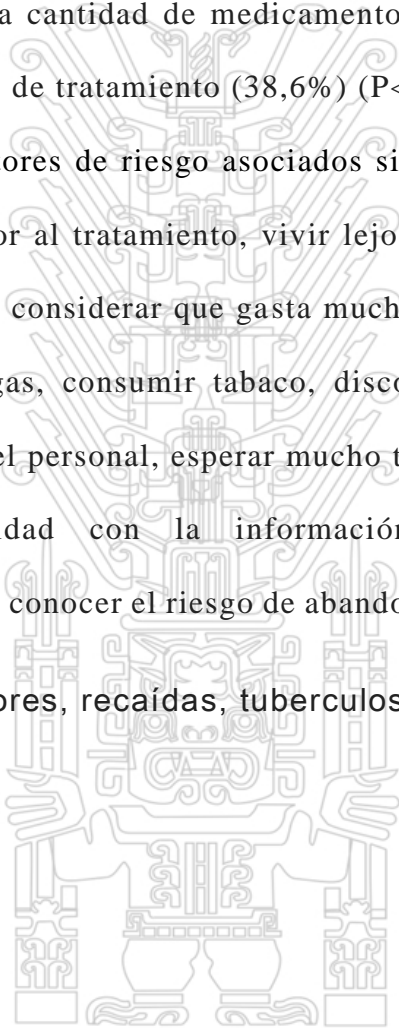 a cantidad de medicamento
de tratamiento (38,6%) (P<
ores de riesgo asociados si
or al tratamiento, vivir lejo
considerar que gasta much
gas, consumir tabaco, disco
el personal, esperar mucho t
idad con la información
conocer el riesgo de abando
ores, recaídas, tuberculos